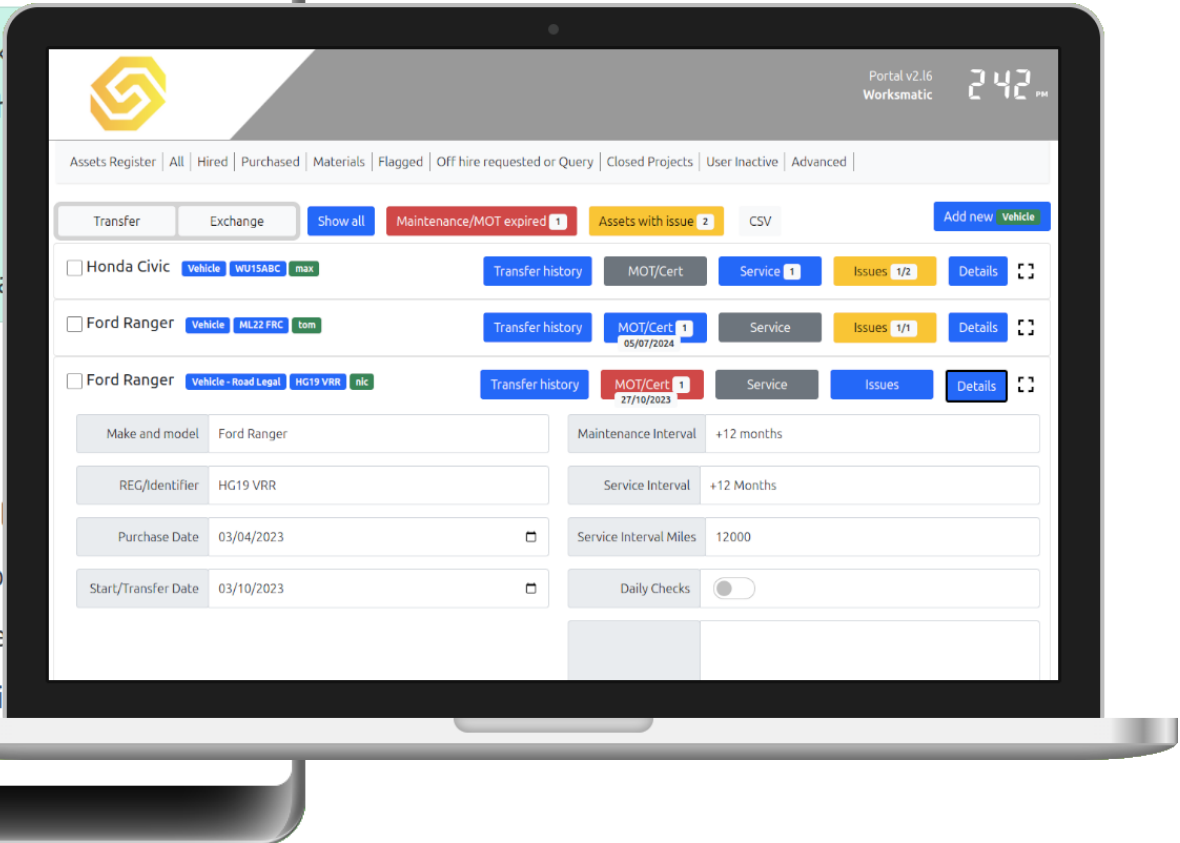 Portal v2.16
Worksmatic
2 42 PM
Assets Register | All | Hired | Purchased | Materials | Flagged | Off hire requested or Query | Closed Projects | User Inactive | Advanced |
Transfer Exchange Show all Maintenance/MOT expired 1 Assets with issue 2 CSV Add new Vehicle
Honda Civic Vehicle WU15ABC max Transfer history MOT/Cert Service 1 Issues 1/2 Details
Ford Ranger Vehicle ML22 FRC tom Transfer history MOT/Cert 1 Service Issues 1/1 Details
05/07/2024
Ford Ranger Vehicle - Road Legal HG19 VRR nic Transfer history MOT/Cert 1 Service Issues Details
27/10/2023
Make and model Ford Ranger Maintenance Interval +12 months
REG/Identifier HG19 VRR Service Interval +12 Months
Purchase Date 03/04/2023 Service Interval Miles 12000
Start/Transfer Date 03/10/2023 Daily Checks